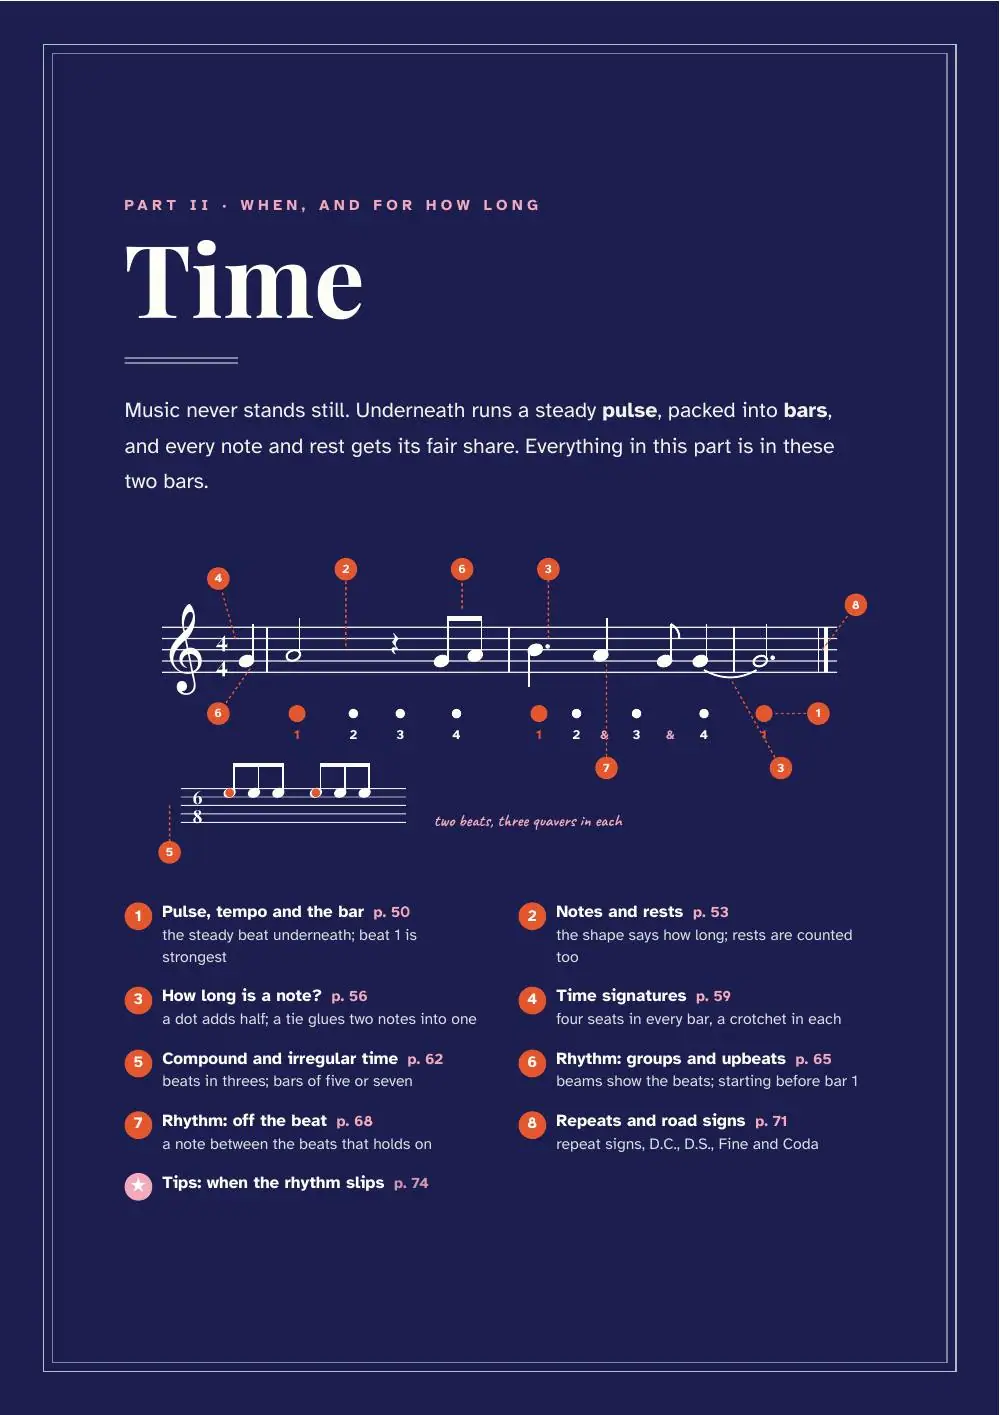 PART II · WHEN, AND FOR HOW LONG
Time
Music never stands still. Underneath runs a steady pulse, packed into bars,
and every note and rest gets its fair share. Everything in this part is in these
two bars.
4 2 6 3 8
4
4
6 1 2 3 4 1 2 & 3 & 4 1 1
7 3
6
8
two beats, three quavers in each
5
1 Pulse, tempo and the bar p. 50
the steady beat underneath; beat 1 is
strongest
2 Notes and rests p. 53
the shape says how long; rests are counted
too
3 How long is a note? p. 56
a dot adds half; a tie glues two notes into one
4 Time signatures p. 59
four seats in every bar, a crotchet in each
5 Compound and irregular time p. 62
beats in threes; bars of five or seven
6 Rhythm: groups and upbeats p. 65
beams show the beats; starting before bar 1
7 Rhythm: off the beat p. 68
a note between the beats that holds on
8 Repeats and road signs p. 71
repeat signs, D.C., D.S., Fine and Coda
★ Tips: when the rhythm slips p. 74